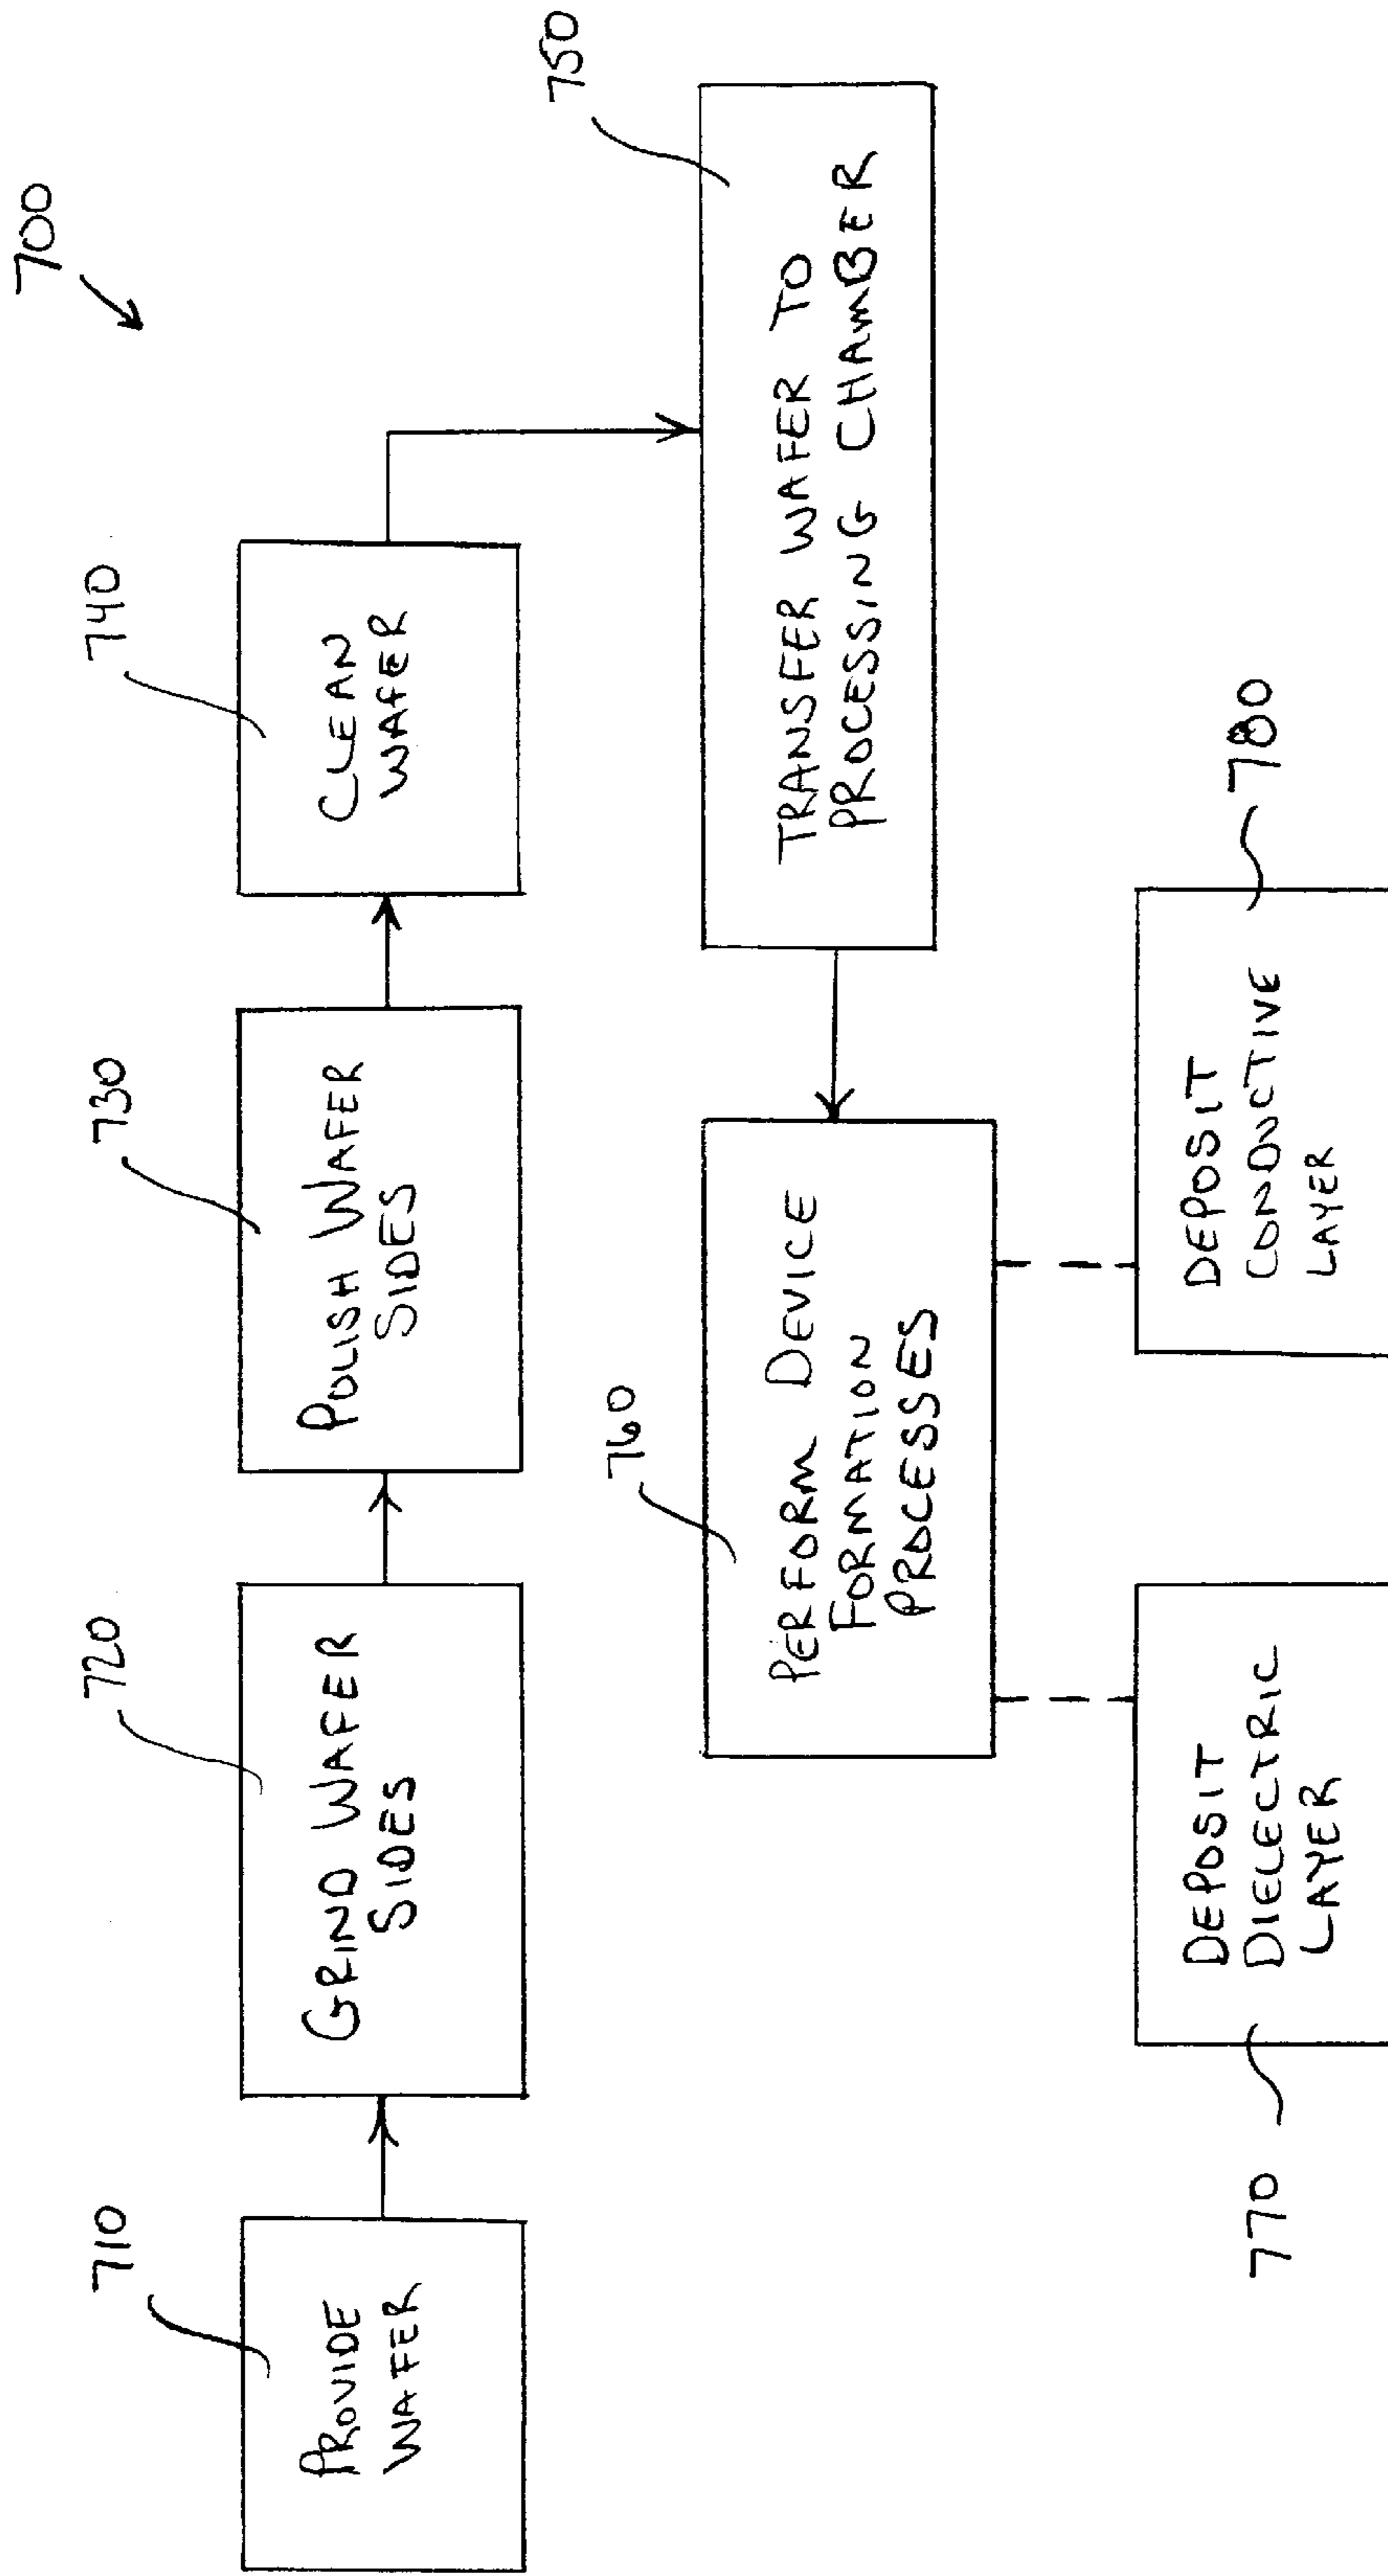 700
710
PROVIDE
WAFER
720
GRIND WAFER
SIDES
730
POLISH WAFER
SIDES
740
CLEAN
WAFER
750
TRANSFER WAFER TO
PROCESSING CHAMBER
760
PERFORM DEVICE
FORMATION
PROCESSES
770
DEPOSIT
DIELECTRIC
LAYER
780
DEPOSIT
CONDUCTIVE
LAYER